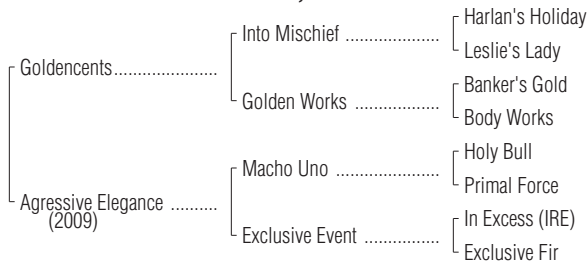 Harlan's Holiday
Into Mischief ....................
Leslie's Lady
Goldencents......................
Banker's Gold
Golden Works .................
Body Works
Holy Bull
Macho Uno ....................
Primal Force
Agressive Elegance ..........
(2009)
In Excess (IRE)
Exclusive Event ...............
Exclusive Fir